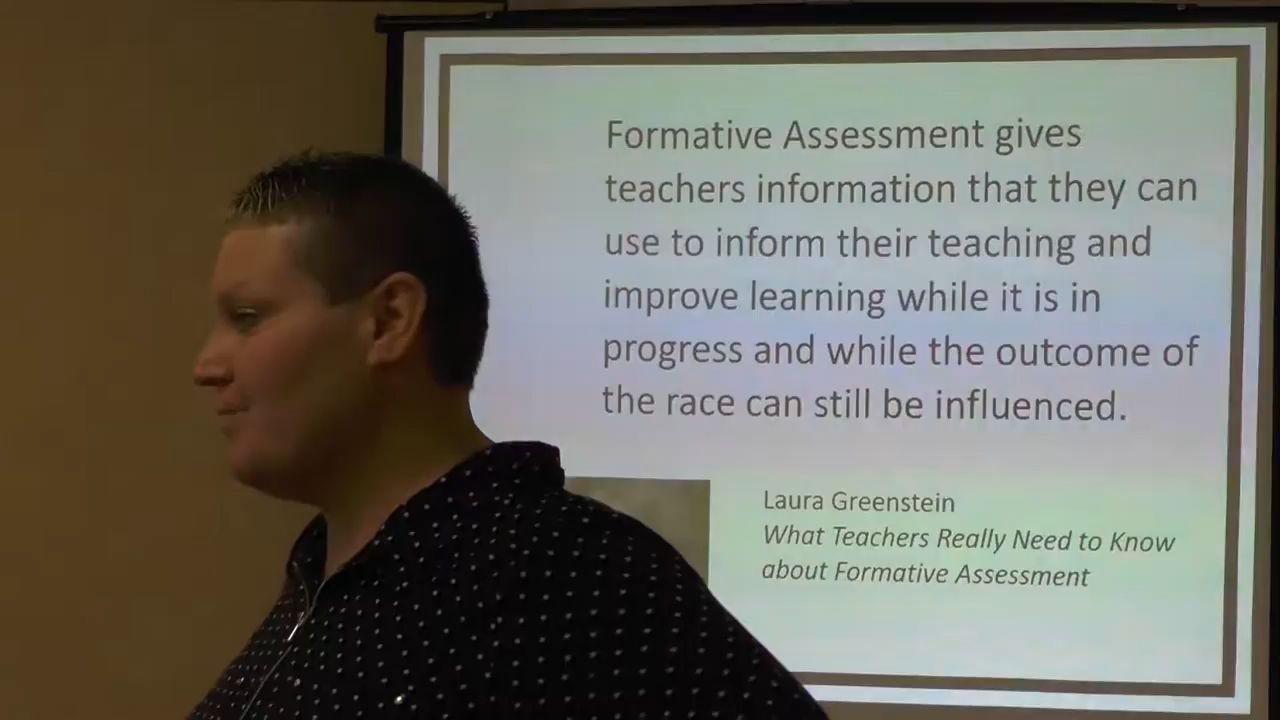 Formative Assessment gives
teachers information that they can
use to inform their teaching and
improve learning while it is in
progress and while the outcome of
the race can still be influenced.
Laura Greenstein
What Teachers Really Need to Know
about Formative Assessment